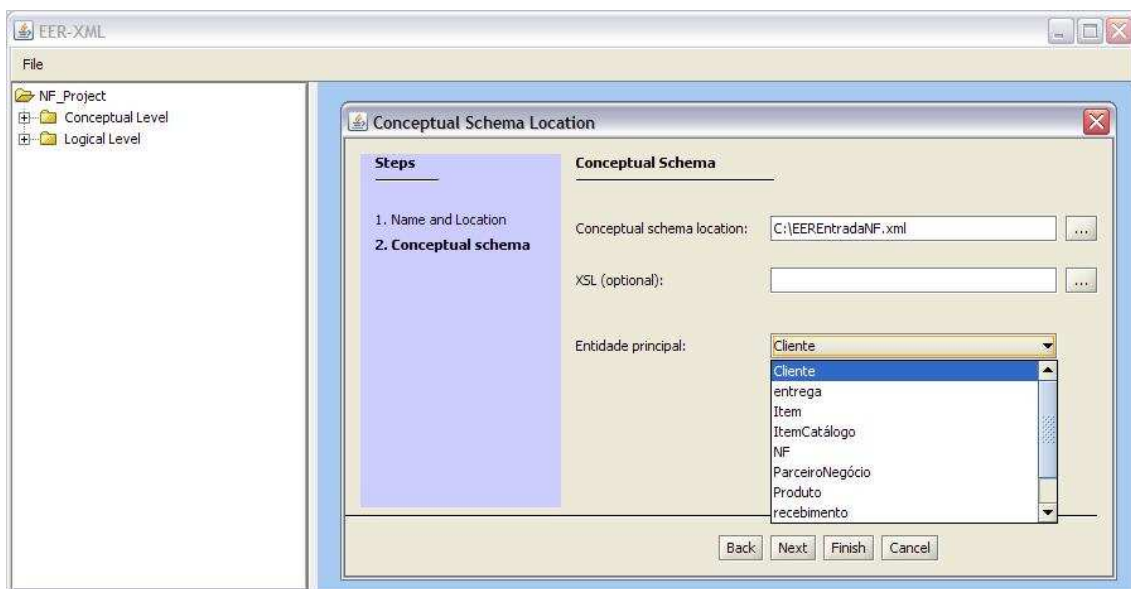 EER-XML
File
NF_Project
Conceptual Level
Logical Level
Conceptual Schema Location
Steps
1. Name and Location
2. Conceptual schema
Conceptual Schema
Conceptual schema location: C:\EEREntradaNF.xml ...
XSL (optional): ...
Entidade principal: Cliente
Cliente
entrega
Item
ItemCatálogo
NF
ParceiroNegócio
Produto
recebimento
Back Next Finish Cancel